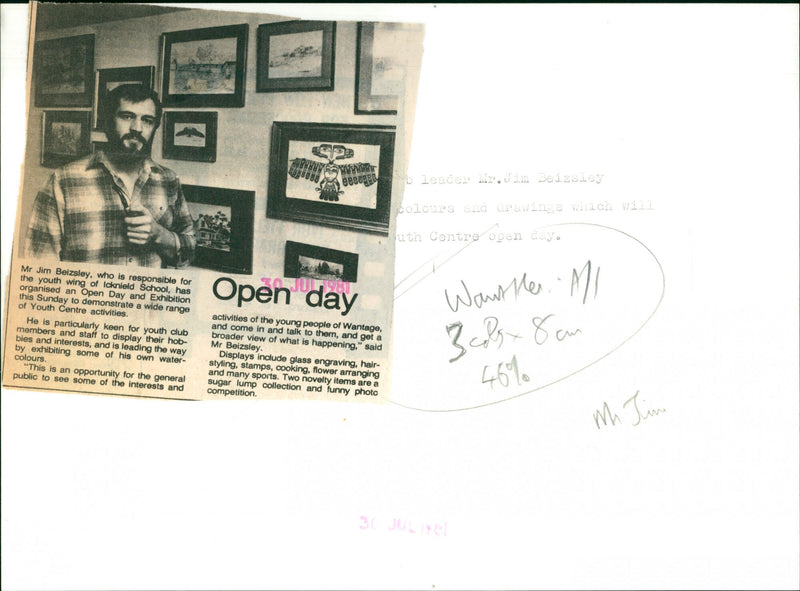 Mr Jim Beizsley, who is responsible for
the youth wing of Icknield School, has
organised an Open Day and Exhibition
this Sunday to demonstrate a wide range
of Youth Centre activities.
He is particularly keen for youth club
members and staff to display their hob-
bies and interests, and is leading the way
by exhibiting some of his own water-
colours.
"This is an opportunity for the general
public to see some of the interests and
30 JUL 1981
Open day
activities of the young people of Wantage,
and come in and talk to them, and get a
broader view of what is happening," said
Mr Beizsley.
Displays include glass engraving, hair-
styling, stamps, cooking, flower arranging
and many sports. Two novelty items are a
sugar lump collection and funny photo
competition.
b leader Mr.Jim Beizsley
colours and drawings which will
uth Centre open day.
A/1
3 cols x 8 cm
46%
Mr Jim
30 JUL 1981